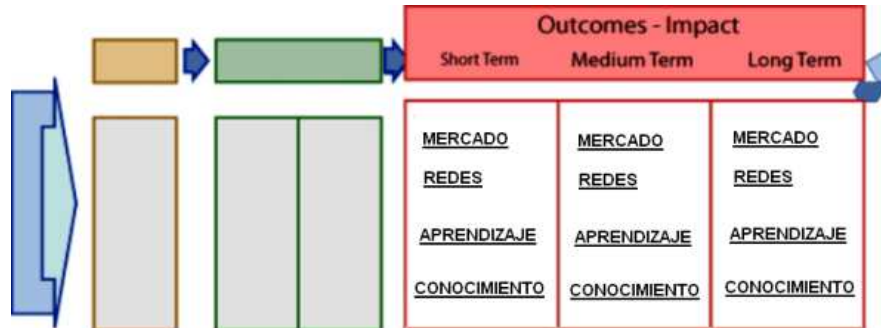 Outcomes - Impact
Short Term Medium Term Long Term
MERCADO MERCADO MERCADO
REDES REDES REDES
APRENDIZAJE APRENDIZAJE APRENDIZAJE
CONOCIMIENTO CONOCIMIENTO CONOCIMIENTO